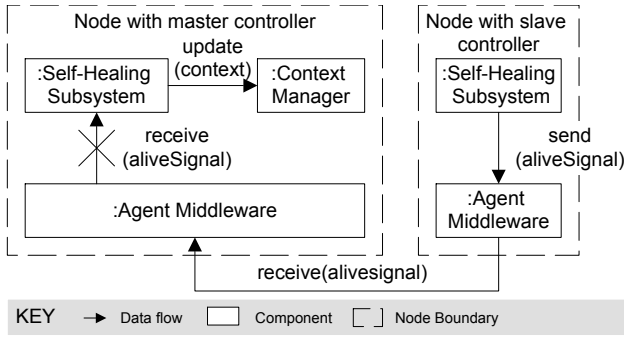 Node with master controller
Node with slave
controller
update
(context)
:Self-Healing
Subsystem
:Context
Manager
:Self-Healing
Subsystem
receive
(aliveSignal)
send
(aliveSignal)
:Agent Middleware
:Agent
Middleware
receive(alivesignal)
KEY
Data flow
Component
Node Boundary